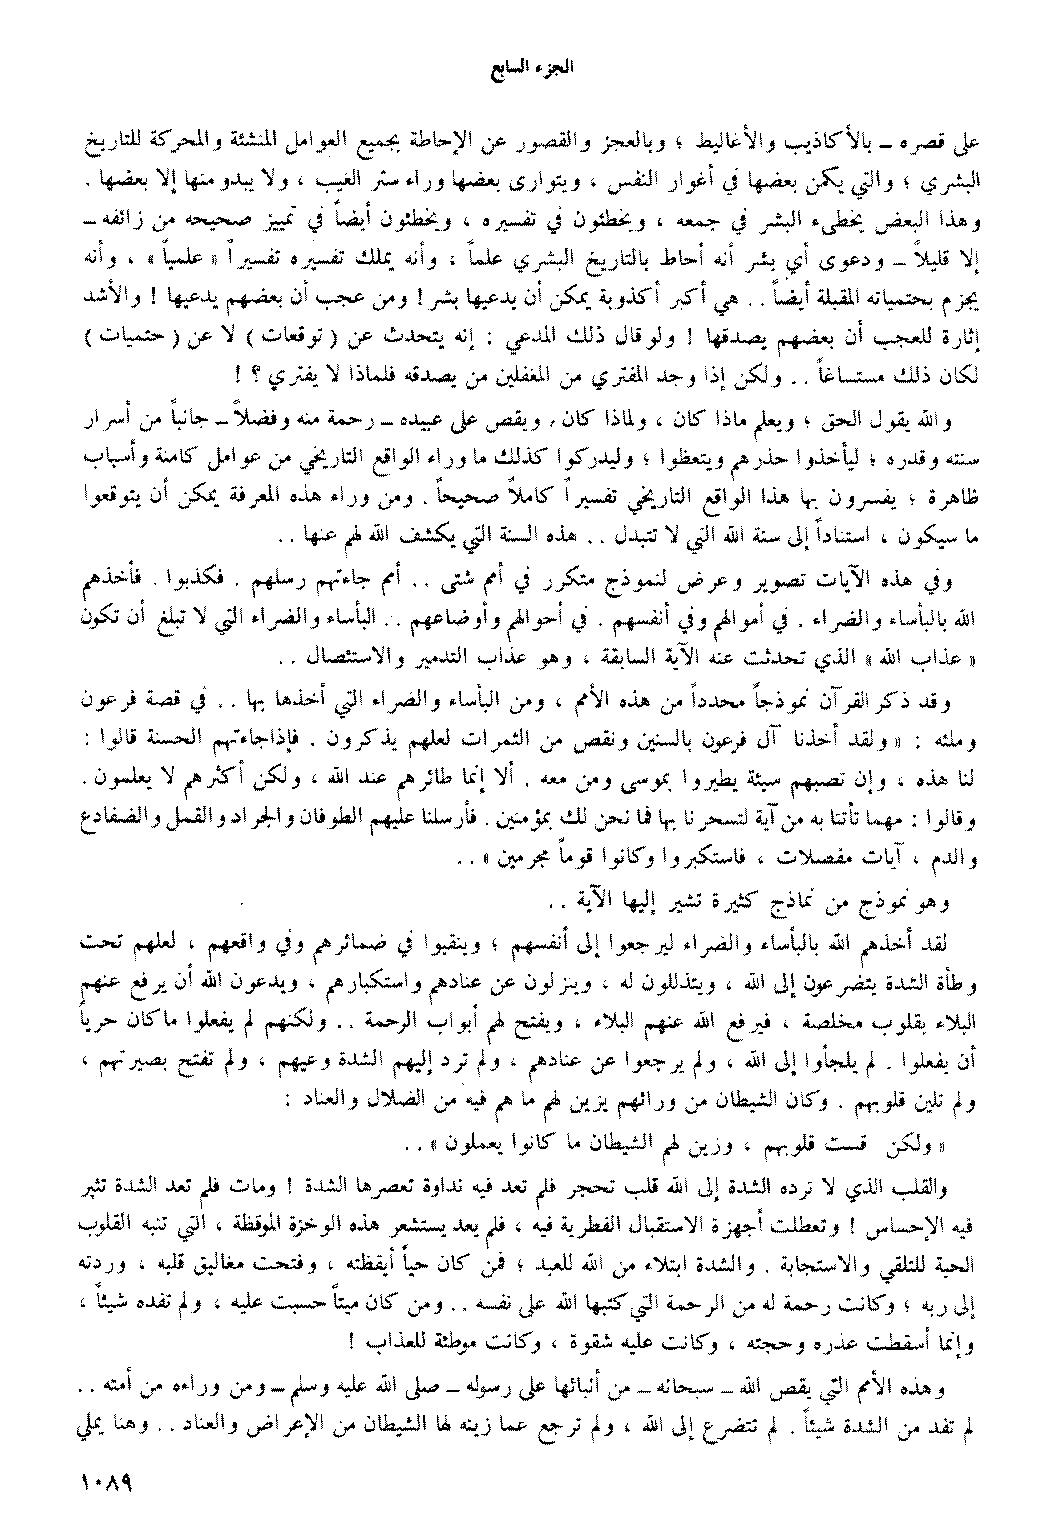 الجزء السابع
على قصره – بالأكاذيب والأغاليط ؛ وبالعجز والقصور عن الإحاطة بجميع العوامل المنشئة والمحركة للتاريخ
البشري ؛ والتي يكمن بعضها في أغوار النفس ، ويتوارى بعضها وراء ستر الغيب ، ولا يبدو منها إلا بعضها .
وهذا البعض يخطىء البشر في جمعه ، ويخطئون في تفسيره ، ويخطئون أيضاً في تمييز صحيحه من زائفه –
إلا قليلاً – ودعوى أي بشر أنه أحاط بالتاريخ البشري علماً ، وأنه يملك تفسيره تفسيراً « علمياً » ، وأنه
يجزم بحتمياته المقبلة أيضاً .. هي أكبر أكذوبة يمكن أن يدعيها بشر ! ومن عجب أن بعضهم يدعيها ! والأشد
إثارة للعجب أن بعضهم يصدقها ! ولو قال ذلك المدعي : إنه يتحدث عن ( توقعات ) لا عن ( حتميات )
لكان ذلك مستساغاً .. ولكن إذا وجد المفتري من المغفلين من يصدقه فلماذا لا يفتري ؟ !
والله يقول الحق ؛ ويعلم ماذا كان ، ولماذا كان ، ويقص على عبيده – رحمة منه وفضلاً – جانباً من أسرار
سنته وقدره ؛ ليأخذوا حذرهم ويتعظوا ؛ وليدركوا كذلك ما وراء الواقع التاريخي من عوامل كامنة وأسباب
ظاهرة ؛ يفسرون بها هذا الواقع التاريخي تفسيراً كاملاً صحيحاً . ومن وراء هذه المعرفة يمكن أن يتوقعوا
ما سيكون ، استناداً إلى سنة الله التي لا تتبدل .. هذه السنة التي يكشف الله لهم عنها ..
وفي هذه الآيات تصوير وعرض لنموذج متكرر في أمم شتى .. أمم جاءتهم رسلهم . فكذبوا . فأخذهم
الله بالبأساء والضراء . في أموالهم وفي أنفسهم . في أحوالهم وأوضاعهم .. البأساء والضراء التي لا تبلغ أن تكون
« عذاب الله » الذي تحدثت عنه الآية السابقة ، وهو عذاب التدمير والاستئصال ..
وقد ذكر القرآن نموذجاً محدداً من هذه الأمم ، ومن البأساء والضراء التي أخذها بها .. في قصة فرعون
وملئه : « ولقد أخذنا آل فرعون بالسنين ونقص من الثمرات لعلهم يذكرون . فإذاجاءتهم الحسنة قالوا :
لنا هذه ، وإن تصبهم سيئة يطيروا بموسى ومن معه . ألا إنما طائرهم عند الله ، ولكن أكثرهم لا يعلمون .
وقالوا : مهما تأتنا به من آية لتسحرنا بها فما نحن لك بمؤمنين . فأرسلنا عليهم الطوفان والجراد والقمل والضفادع
والدم ، آيات مفصلات ، فاستكبروا وكانوا قوماً مجرمين » ..
وهو نموذج من نماذج كثيرة تشير إليها الآية ..
لقد أخذهم الله بالبأساء والضراء ليرجعوا إلى أنفسهم ؛ وينقبوا في ضمائرهم وفي واقعهم ، لعلهم تحت
وطأة الشدة يتضرعون إلى الله ، ويتذللون له ، وينزلون عن عنادهم واستكبارهم ، ويدعون الله أن يرفع عنهم
البلاء بقلوب مخلصة ، فيرفع الله عنهم البلاء ، ويفتح لهم أبواب الرحمة .. ولكنهم لم يفعلوا ما كان حرياً
أن يفعلوا . لم يلجأوا إلى الله ، ولم يرجعوا عن عنادهم ، ولم ترد إليهم الشدة وعيهم ، ولم تفتح بصيرتهم ،
ولم تلين قلوبهم . وكان الشيطان من ورائهم يزين لهم ما هم فيه من الضلال والعناد :
« ولكن قست قلوبهم ، وزين لهم الشيطان ما كانوا يعملون » ..
والقلب الذي لا ترده الشدة إلى الله قلب تحجر فلم تعد فيه نداوة تعصرها الشدة ! ومات فلم تعد الشدة تثير
فيه الإحساس ! وتعطلت أجهزة الاستقبال الفطرية فيه ، فلم يعد يستشعر هذه الوخزة الموقظة ، التي تنبه القلوب
الحية للتلقي والاستجابة . والشدة ابتلاء من الله للعبد ؛ فمن كان حياً أيقظته ، وفتحت مغاليق قلبه ، وردته
إلى ربه ؛ وكانت رحمة له من الرحمة التي كتبها الله على نفسه .. ومن كان ميتاً حسبت عليه ، ولم تفده شيئاً ،
وإنما أسقطت عذره وحجته ، وكانت عليه شقوة ، وكانت موطئة للعذاب !
وهذه الأمم التي يقص الله – سبحانه – من أنبائها على رسوله – صلى الله عليه وسلم – ومن وراءه من أمته ..
لم تفد من الشدة شيئاً . لم تتضرع إلى الله ، ولم ترجع عما زينه لها الشيطان من الإعراض والعناد .. وهنا يملي
١٠٨٩